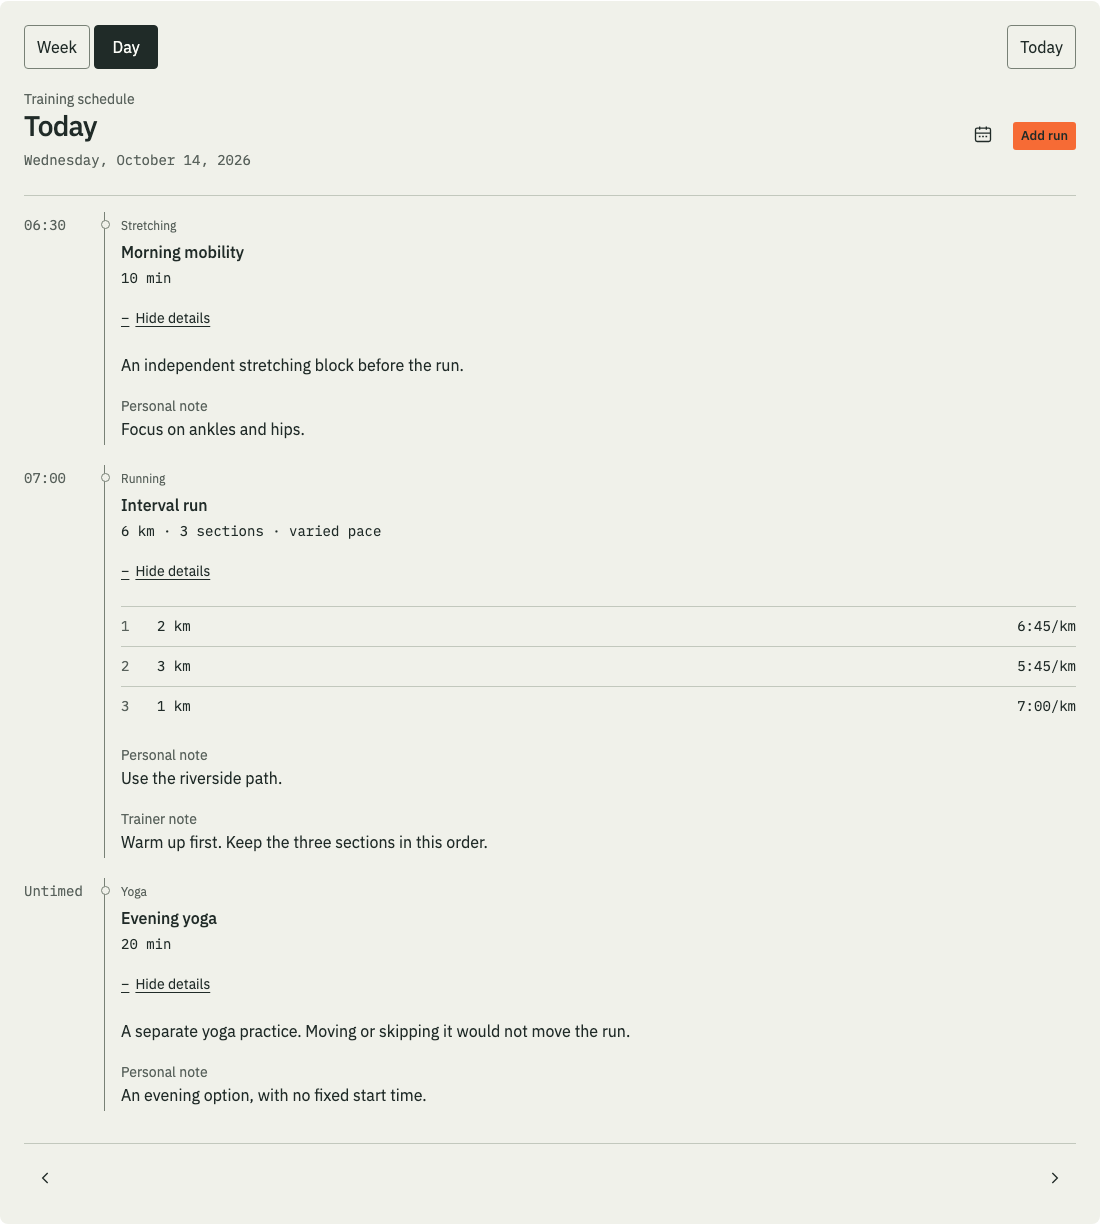 Week
Day
Today
Training schedule
Today
Wednesday, October 14, 2026
Add run
06:30
Stretching
Morning mobility
10 min
– Hide details
An independent stretching block before the run.
Personal note
Focus on ankles and hips.
07:00
Running
Interval run
6 km · 3 sections · varied pace
– Hide details
1 2 km 6:45/km
2 3 km 5:45/km
3 1 km 7:00/km
Personal note
Use the riverside path.
Trainer note
Warm up first. Keep the three sections in this order.
Untimed
Yoga
Evening yoga
20 min
– Hide details
A separate yoga practice. Moving or skipping it would not move the run.
Personal note
An evening option, with no fixed start time.